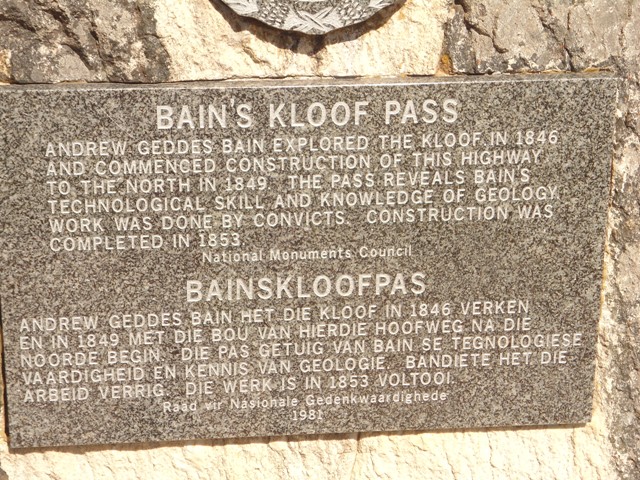 BAIN'S KLOOF PASS
ANDREW GEDDES BAIN EXPLORED THE KLOOF IN 1846
AND COMMENCED CONSTRUCTION OF THIS HIGHWAY
TO THE NORTH IN 1849. THE PASS REVEALS BAIN'S
TECHNOLOGICAL SKILL AND KNOWLEDGE OF GEOLOGY
WORK WAS DONE BY CONVICTS. CONSTRUCTION WAS
COMPLETED IN 1853.
National Monuments Council
BAINSKLOOFPAS
ANDREW GEDDES BAIN HET DIE KLOOF IN 1846 VERKEN
EN IN 1849 MET DIE BOU VAN HIERDIE HOOFWEG NA DIE
NOORDE BEGIN. DIE PAS GETUIG VAN BAIN SE TEGNOLOGIESE
VAARDIGHEID EN KENNIS VAN GEOLOGIE. BANDIETE HET DIE
ARBEID VERRIG. DIE WERK IS IN 1853 VOLTOOI.
Raad vir Nasionale Gedenkwaardighede
1981